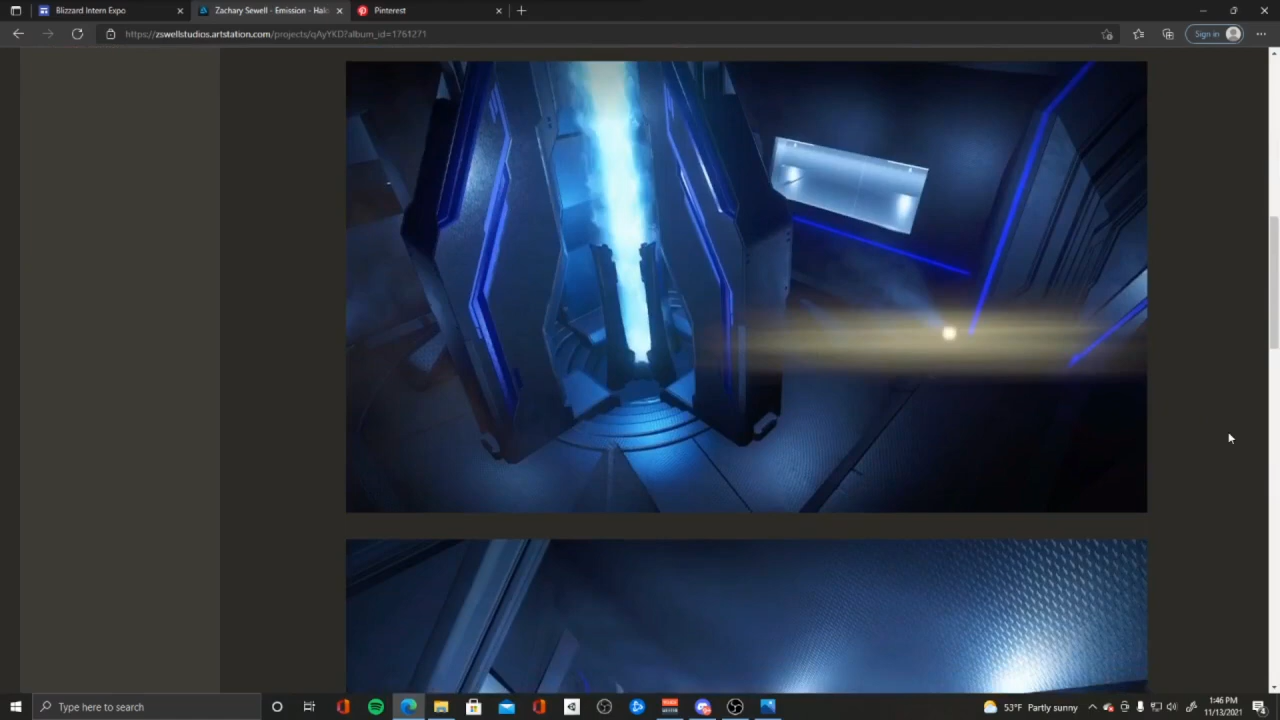 Blizzard Intern Expo
Zachary Sewell - Emission - Halo
Pinterest
https://zswellstudios.artstation.com/projects/qAyYKD?album_id=1761271
Sign in
Type here to search
53°F Partly sunny
1:46 PM
11/13/2021